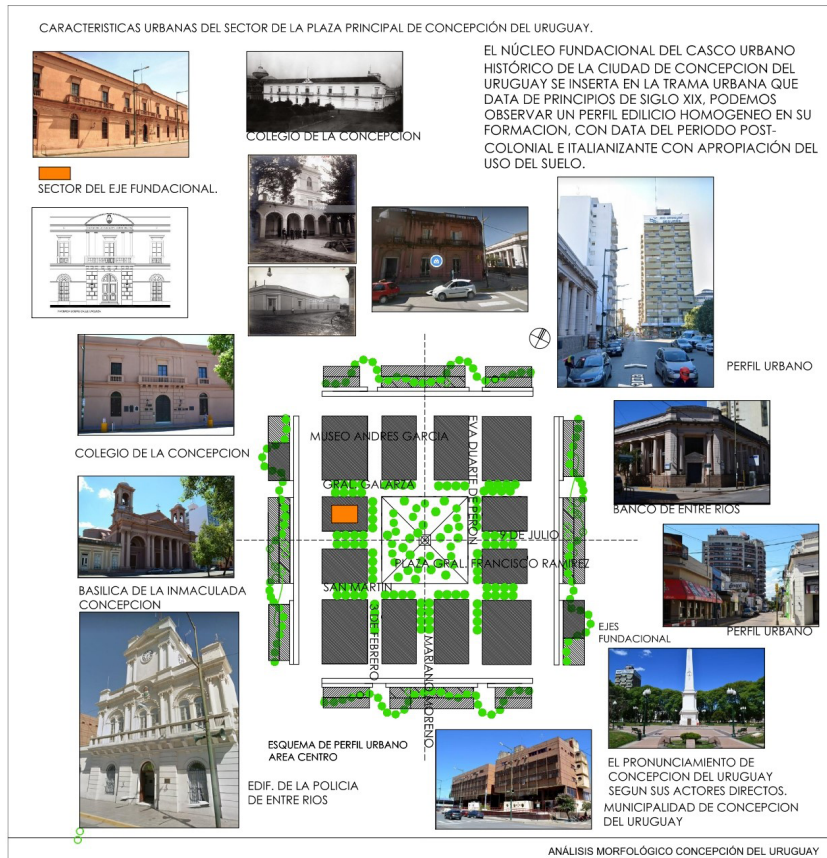 CARACTERISTICAS URBANAS DEL SECTOR DE LA PLAZA PRINCIPAL DE CONCEPCIÓN DEL URUGUAY.
EL NÚCLEO FUNDACIONAL DEL CASCO URBANO
HISTÓRICO DE LA CIUDAD DE CONCEPCION DEL
URUGUAY SE INSERTA EN LA TRAMA URBANA QUE
DATA DE PRINCIPIOS DE SIGLO XIX, PODEMOS
OBSERVAR UN PERFIL EDILICIO HOMOGENEO EN SU
FORMACION, CON DATA DEL PERIODO POST-
COLONIAL E ITALIANIZANTE CON APROPIACIÓN DEL
USO DEL SUELO.
COLEGIO DE LA CONCEPCION
SECTOR DEL EJE FUNDACIONAL.
PERFIL URBANO
COLEGIO DE LA CONCEPCION
MUSEO ANDRES GARCIA
EVA DUARTE DE PERON
GRAL. GALARZA
BANCO DE ENTRE RIOS
9 DE JULIO
PLAZA GRAL. FRANCISCO RAMIREZ
BASILICA DE LA INMACULADA
CONCEPCION
SAN MARTIN
3 DE FEBRERO
MARIANO MORENO
PERFIL URBANO
EJES
FUNDACIONAL
ESQUEMA DE PERFIL URBANO
AREA CENTRO
EDIF. DE LA POLICIA
DE ENTRE RIOS
EL PRONUNCIAMIENTO DE
CONCEPCION DEL URUGUAY
SEGUN SUS ACTORES DIRECTOS.
MUNICIPALIDAD DE CONCEPCION
DEL URUGUAY
ANÁLISIS MORFOLÓGICO CONCEPCIÓN DEL URUGUAY